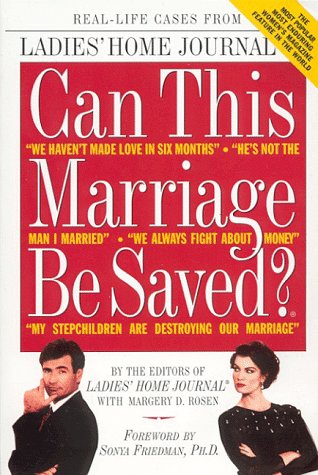 REAL-LIFE CASES FROM
LADIES' HOME JOURNAL
THE
MOST POPULAR
MOST ENDURING
WOMEN'S MAGAZINE
FEATURE IN THE WORLD
Can This
"WE HAVEN'T MADE LOVE IN SIX MONTHS" • "HE'S NOT THE
Marriage
MAN I MARRIED" • "WE ALWAYS FIGHT ABOUT MONEY"
Be Saved?®
"MY STEPCHILDREN ARE DESTROYING OUR MARRIAGE"
BY THE EDITORS OF
LADIES' HOME JOURNAL®
WITH MARGERY D. ROSEN
FOREWORD BY
SONYA FRIEDMAN, PH.D.